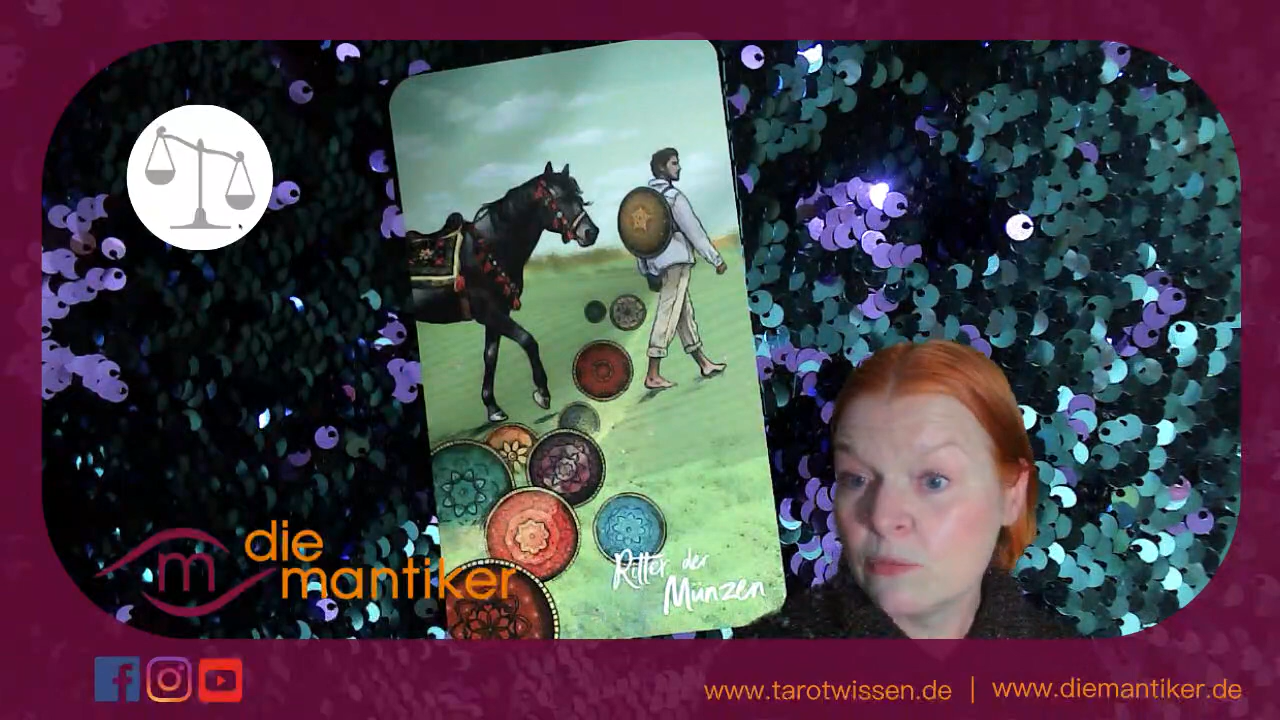 Ritter der
Münzen
m
die
mantiker
www.tarotwissen.de | www.diemantiker.de